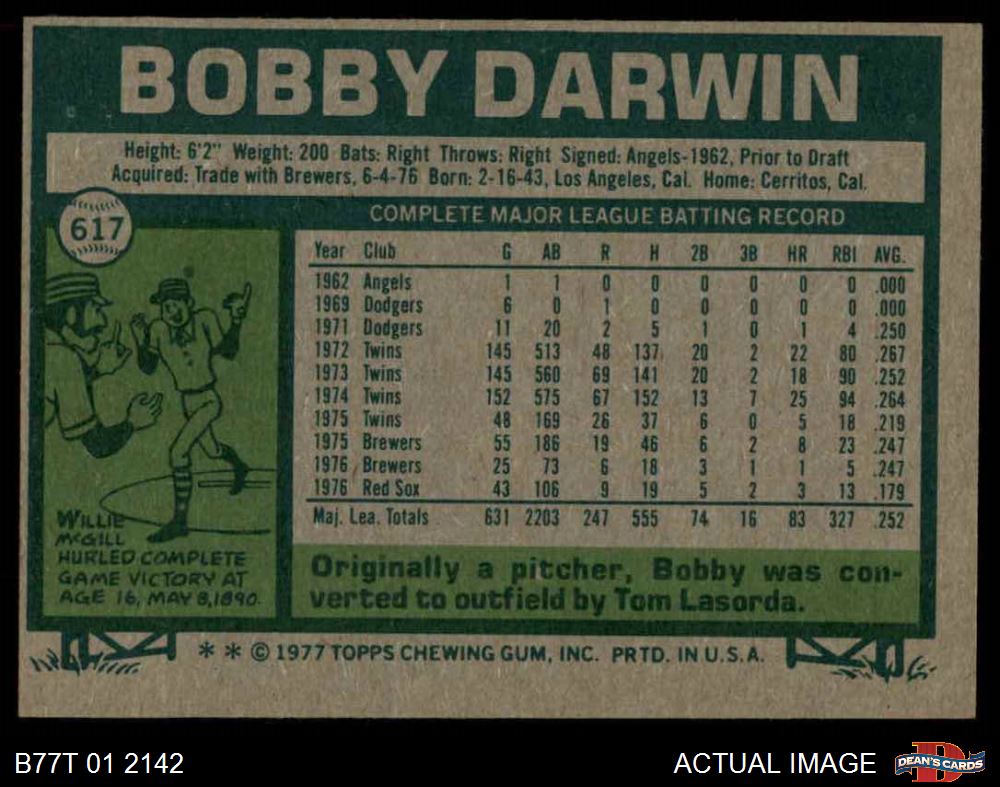 BOBBY DARWIN
Height: 6'2" Weight: 200 Bats: Right Throws: Right Signed: Angels-1962, Prior to Draft
Acquired: Trade with Brewers, 6-4-76 Born: 2-16-43, Los Angeles, Cal. Home: Cerritos, Cal.
617
COMPLETE MAJOR LEAGUE BATTING RECORD
Year Club G AB R H 2B 3B HR RBI AVG.
1962 Angels 1 1 0 0 0 0 0 0 .000
1969 Dodgers 6 0 1 0 0 0 0 0 .000
1971 Dodgers 11 20 2 5 1 0 1 4 .250
1972 Twins 145 513 48 137 20 2 22 80 .267
1973 Twins 145 560 69 141 20 2 18 90 .252
1974 Twins 152 575 67 152 13 7 25 94 .264
1975 Twins 48 169 26 37 6 0 5 18 .219
1975 Brewers 55 186 19 46 6 2 8 23 .247
1976 Brewers 25 73 6 18 3 1 1 5 .247
1976 Red Sox 43 106 9 19 5 2 3 13 .179
Maj. Lea. Totals 631 2203 247 555 74 16 83 327 .252
WILLIE
McGILL
HURLED COMPLETE
GAME VICTORY AT
AGE 16, MAY 8, 1890.
Originally a pitcher, Bobby was con-
verted to outfield by Tom Lasorda.
* * © 1977 TOPPS CHEWING GUM, INC. PRTD. IN U.S.A.
B77T 01 2142
ACTUAL IMAGE
D
DEAN'S CARDS